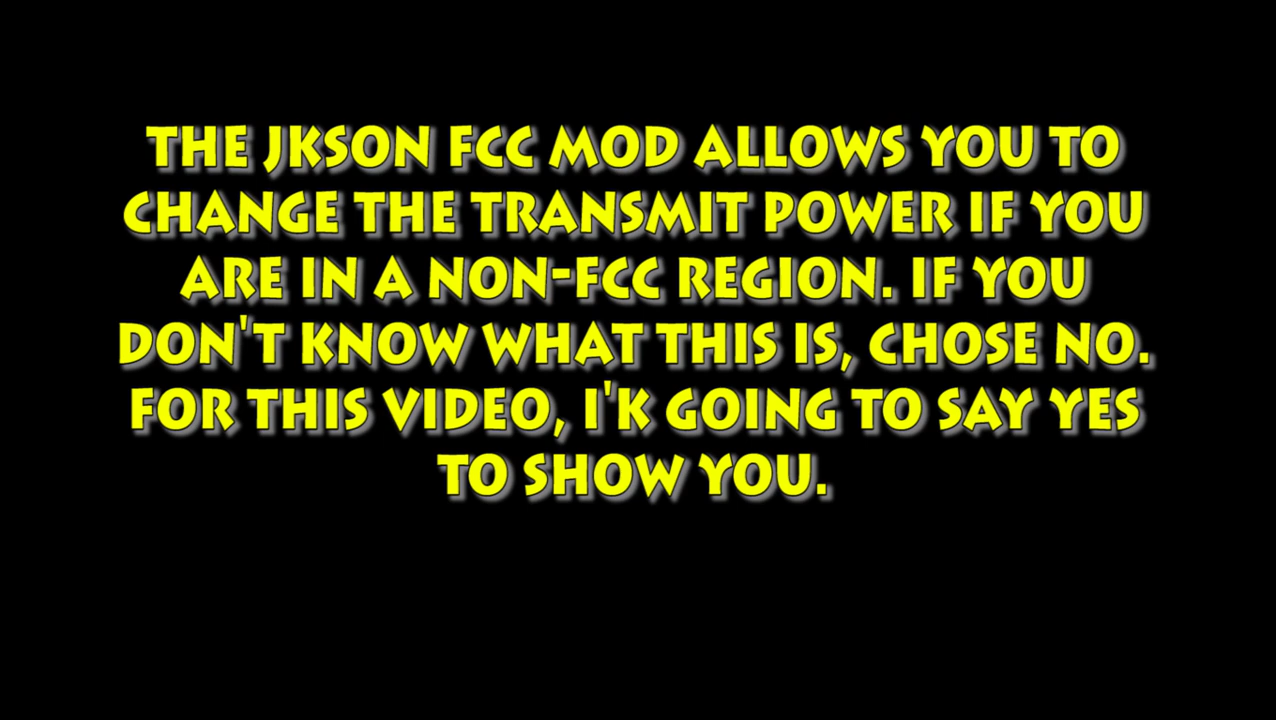 THE JKSON FCC MOD ALLOWS YOU TO
CHANGE THE TRANSMIT POWER IF YOU
ARE IN A NON-FCC REGION. IF YOU
DON'T KNOW WHAT THIS IS, CHOSE NO.
FOR THIS VIDEO, I'K GOING TO SAY YES
TO SHOW YOU.